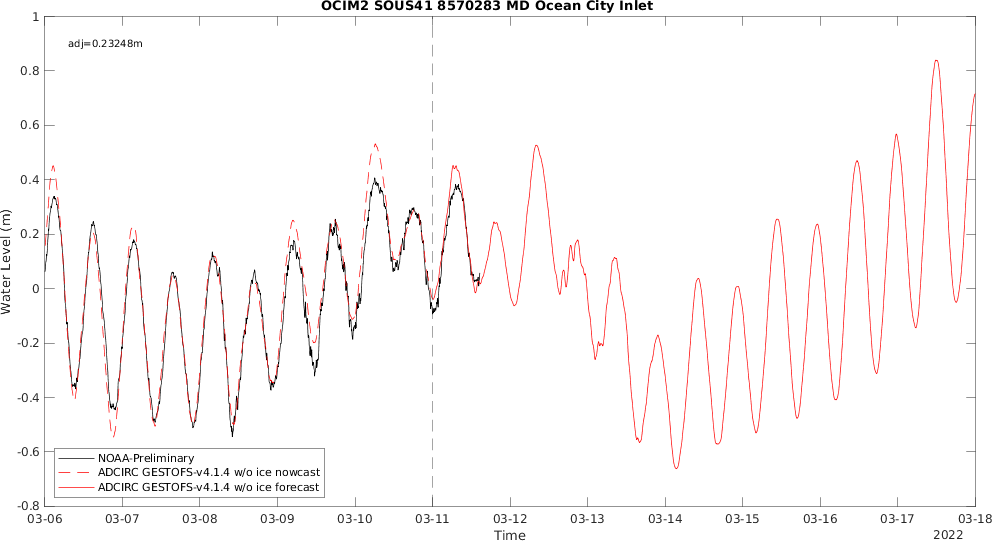 OCIM2 SOUS41 8570283 MD Ocean City Inlet
adj=0.23248m
1
0.8
0.6
0.4
0.2
0
-0.2
-0.4
-0.6
-0.8
Water Level (m)
NOAA-Preliminary
ADCIRC GESTOFS-v4.1.4 w/o ice nowcast
ADCIRC GESTOFS-v4.1.4 w/o ice forecast
03-06 03-07 03-08 03-09 03-10 03-11 03-12 03-13 03-14 03-15 03-16 03-17 03-18
Time
2022